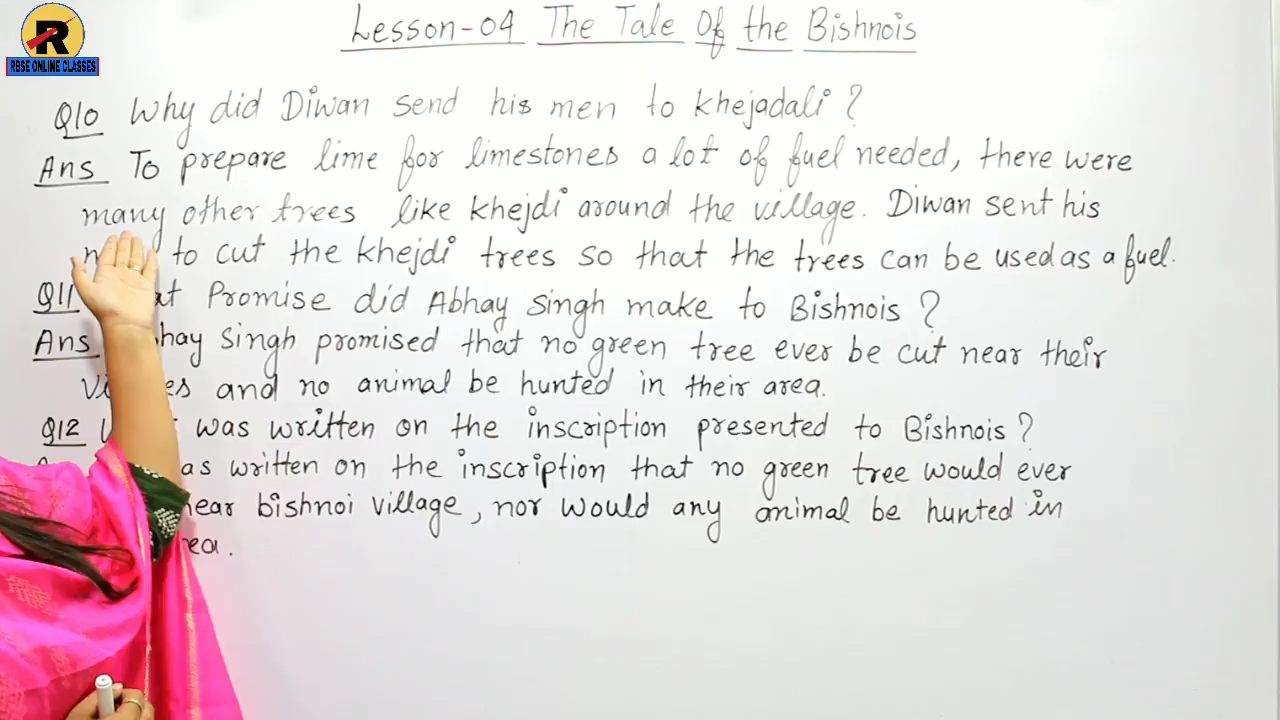 R
RBSE ONLINE CLASSES
Lesson-04 The Tale Of the Bishnois
Q10 Why did Diwan send his men to Khejadali?
Ans To prepare lime for limestones a lot of fuel needed, there were
many other trees like Khejdi around the village. Diwan sent his
to cut the khejdi trees so that the trees can be used as a fuel.
Q11 Promise did Abhay Singh make to Bishnois?
Ans Singh promised that no green tree ever be cut near their
and no animal be hunted in their area.
Q12 was written on the inscription presented to Bishnois?
written on the inscription that no green tree would ever
near bishnoi village, nor would any animal be hunted in